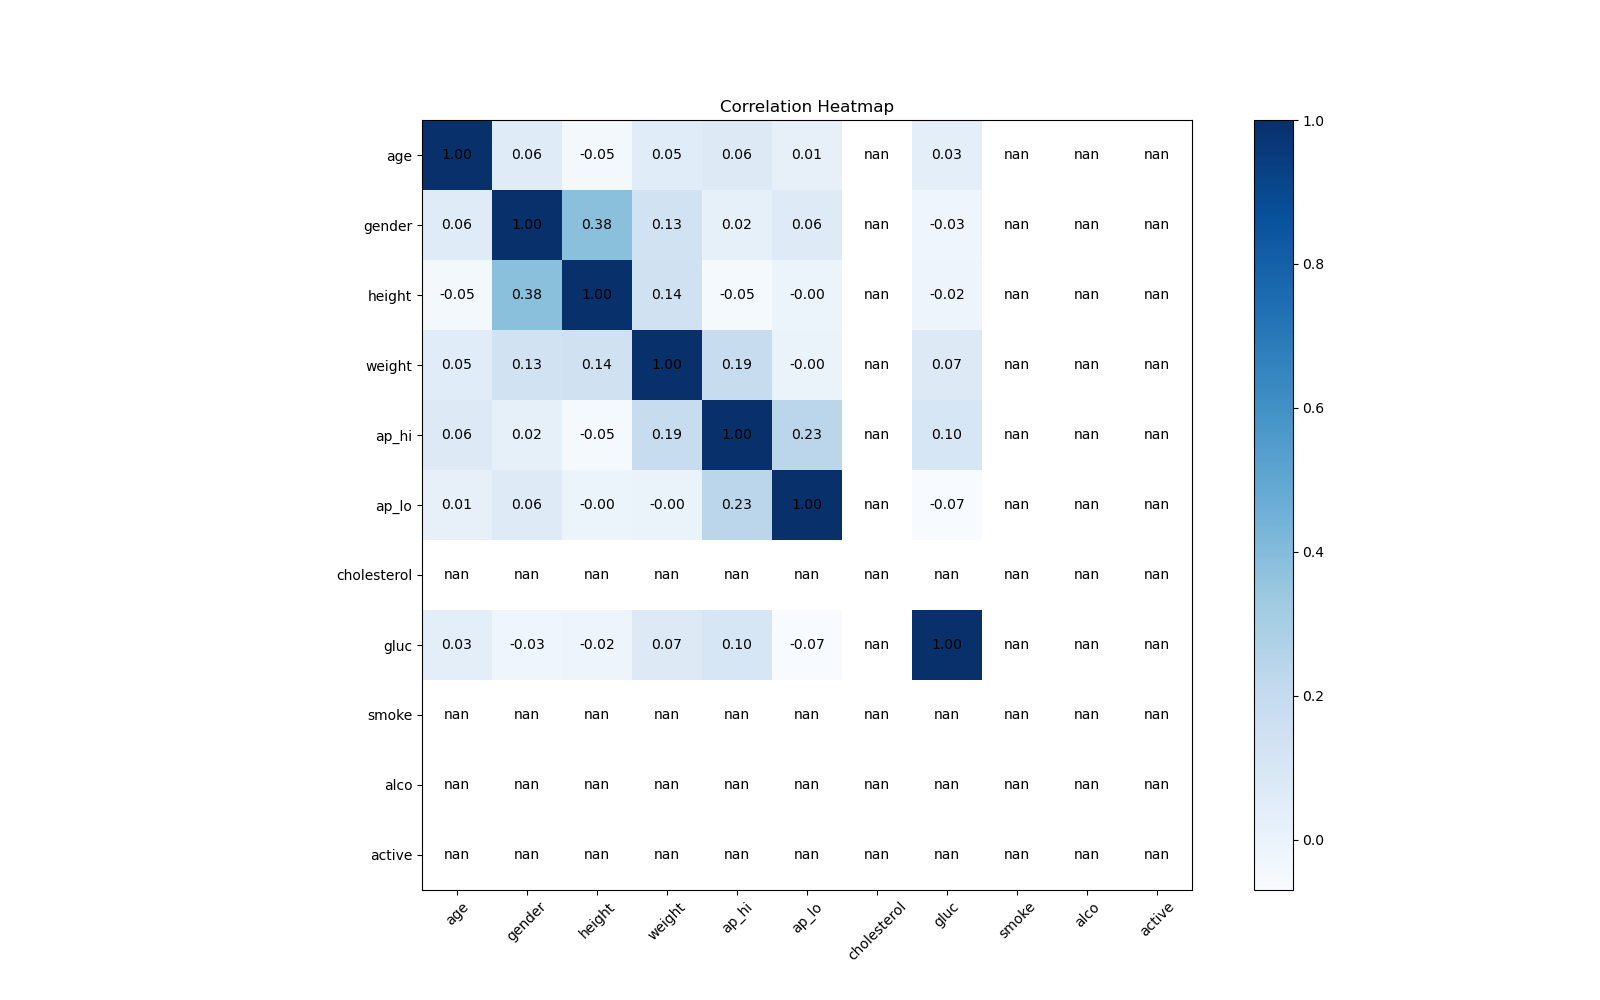 Correlation Heatmap
age 1.00 0.06 -0.05 0.05 0.06 0.01 nan 0.03 nan nan nan
gender 0.06 1.00 0.38 0.13 0.02 0.06 nan -0.03 nan nan nan
height -0.05 0.38 1.00 0.14 -0.05 -0.00 nan -0.02 nan nan nan
weight 0.05 0.13 0.14 1.00 0.19 -0.00 nan 0.07 nan nan nan
ap_hi 0.06 0.02 -0.05 0.19 1.00 0.23 nan 0.10 nan nan nan
ap_lo 0.01 0.06 -0.00 -0.00 0.23 1.00 nan -0.07 nan nan nan
cholesterol nan nan nan nan nan nan nan nan nan nan nan
gluc 0.03 -0.03 -0.02 0.07 0.10 -0.07 nan 1.00 nan nan nan
smoke nan nan nan nan nan nan nan nan nan nan nan
alco nan nan nan nan nan nan nan nan nan nan nan
active nan nan nan nan nan nan nan nan nan nan nan
age gender height weight ap_hi ap_lo cholesterol gluc smoke alco active
1.0
0.8
0.6
0.4
0.2
0.0